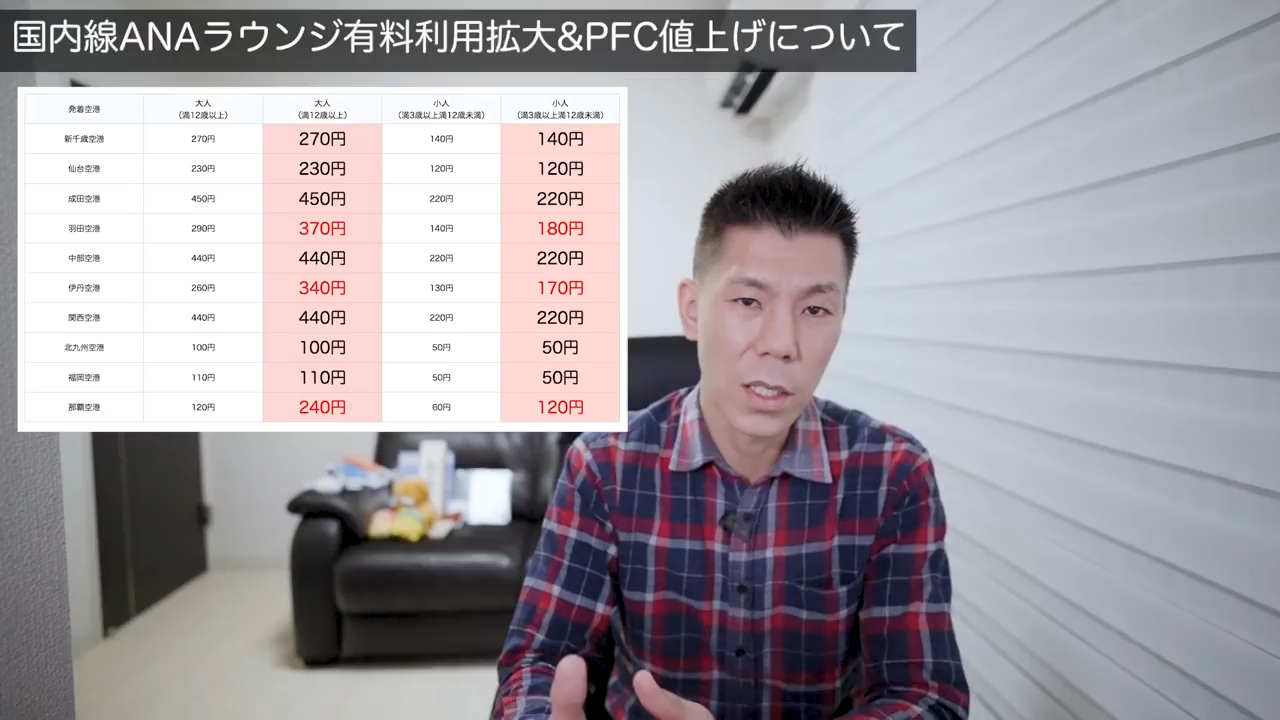 国内線ANAラウンジ有料利用拡大&PFC値上げについて
発着空港 大人（満12歳以上） 大人（満12歳以上） 小人（満3歳以上満12歳未満） 小人（満3歳以上満12歳未満）
新千歳空港 270円 270円 140円 140円
仙台空港 230円 230円 120円 120円
成田空港 450円 450円 220円 220円
羽田空港 290円 370円 140円 180円
中部空港 440円 440円 220円 220円
伊丹空港 260円 340円 130円 170円
関西空港 440円 440円 220円 220円
北九州空港 100円 100円 50円 50円
福岡空港 110円 110円 50円 50円
那覇空港 120円 240円 60円 120円